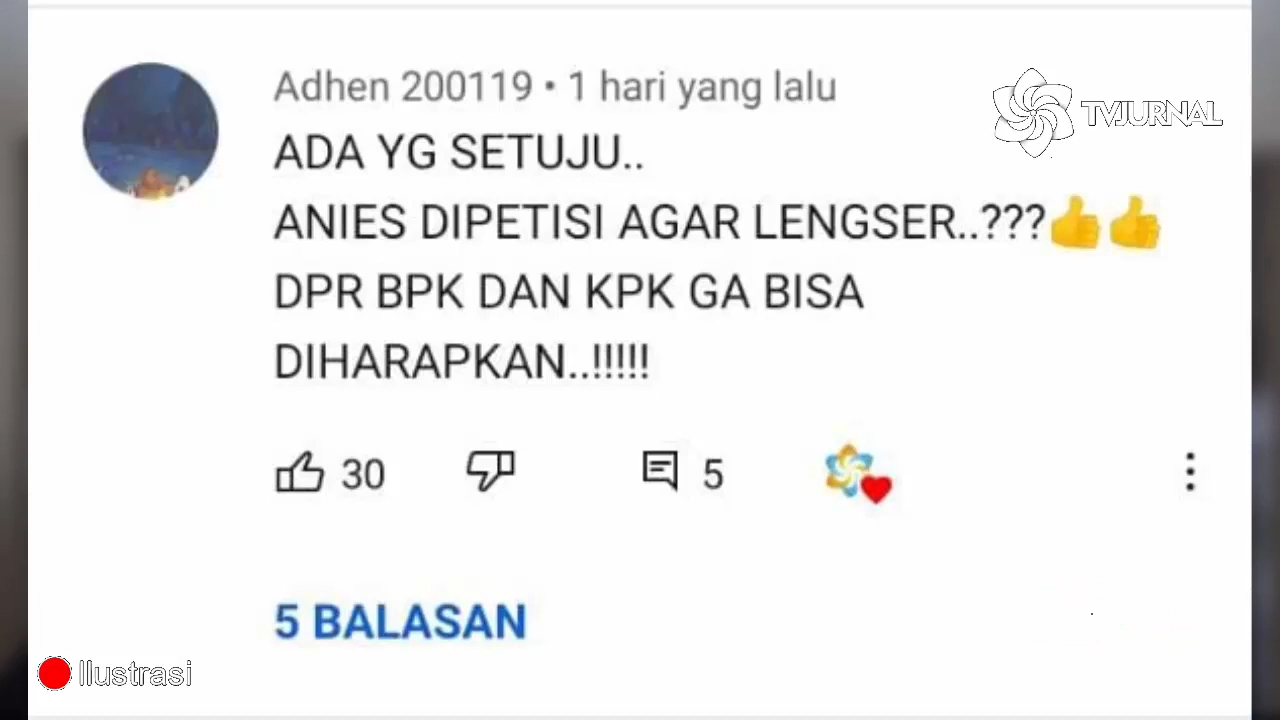 Adhen 200119 • 1 hari yang lalu
TVJURNAL
ADA YG SETUJU..
ANIES DIPETISI AGAR LENGSER..???👍👍
DPR BPK DAN KPK GA BISA
DIHARAPKAN..!!!!!
30
5
5 BALASAN
Ilustrasi